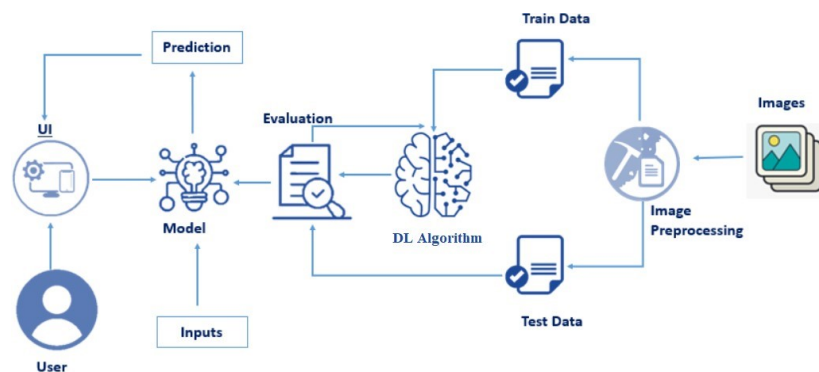 Train Data
Prediction
Images
UI
Evaluation
Model
DL Algorithm
Image
Preprocessing
Inputs
Test Data
User